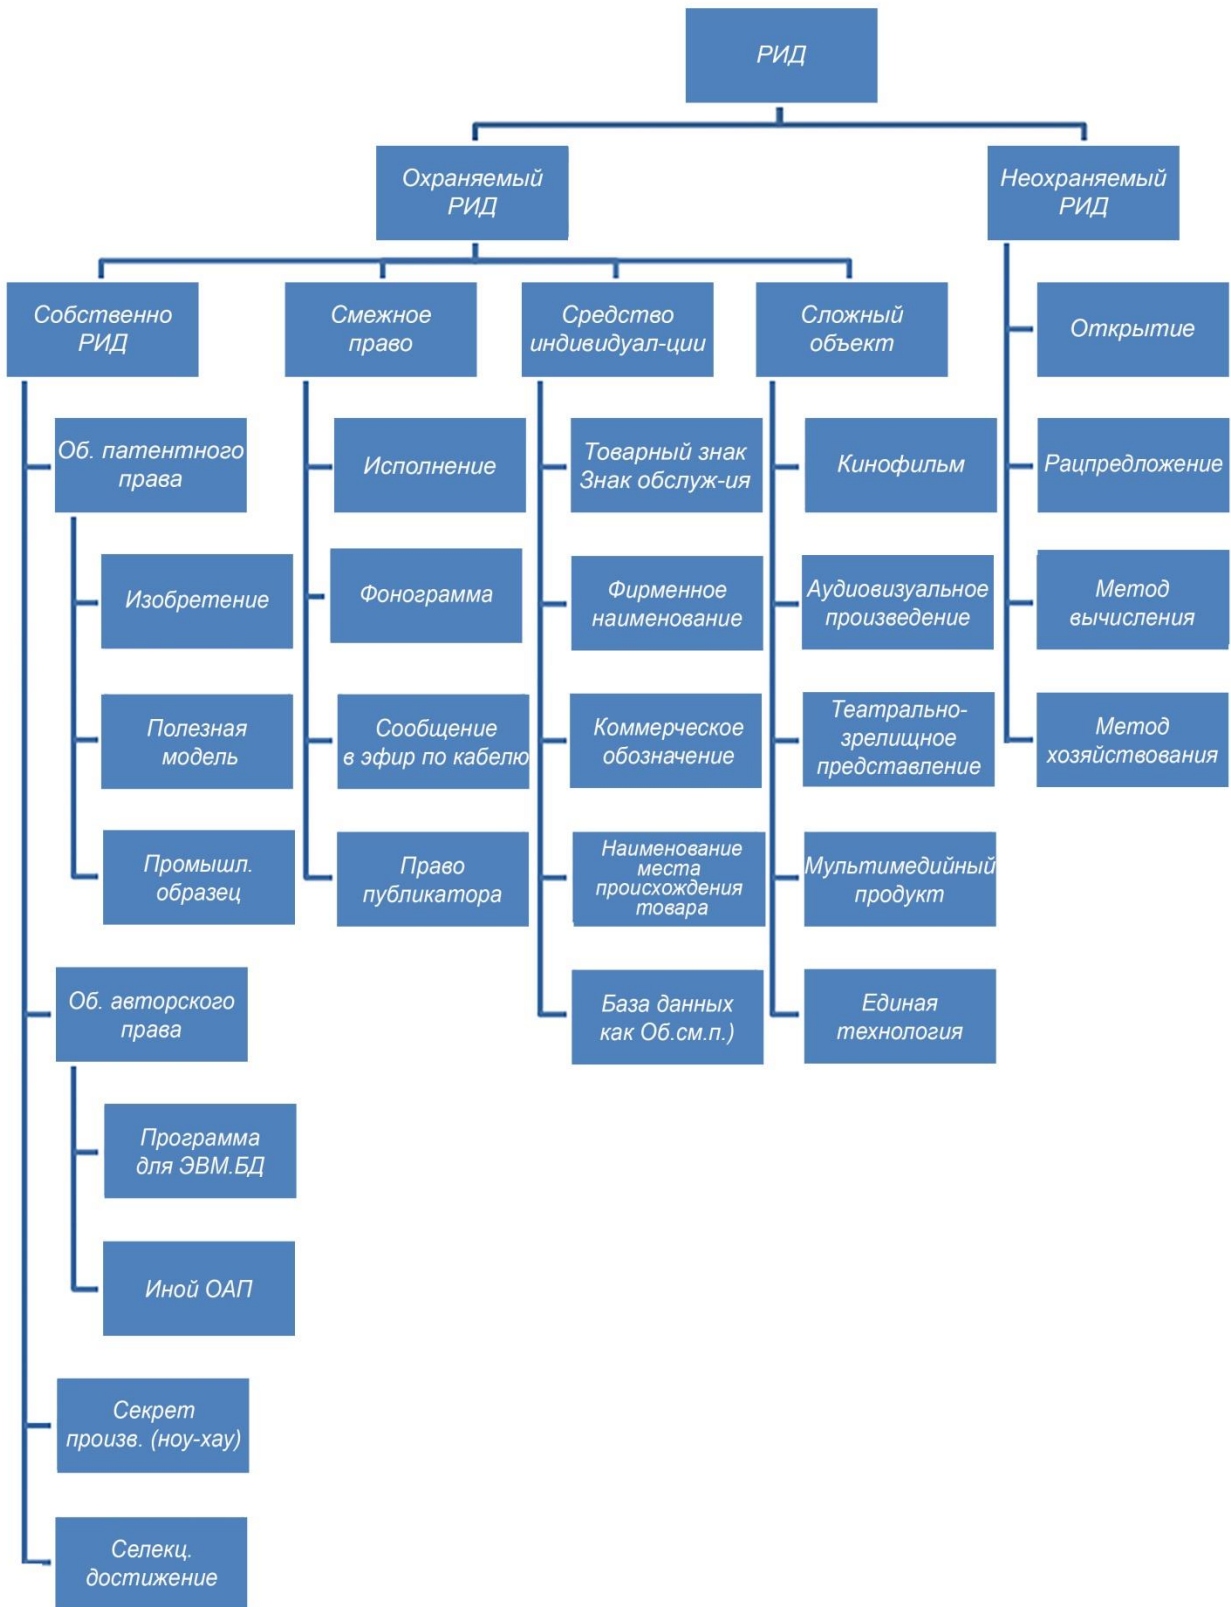 РИД
Охраняемый
РИД
Неохраняемый
РИД
Собственно
РИД
Смежное
право
Средство
индивидуал-ции
Сложный
объект
Открытие
Об. патентного
права
Исполнение
Товарный знак
Знак обслуж-ия
Кинофильм
Рацпредложение
Изобретение
Фонограмма
Фирменное
наименование
Аудиовизуальное
произведение
Метод
вычисления
Полезная
модель
Сообщение
в эфир по кабелю
Коммерческое
обозначение
Театрально-
зрелищное
представление
Метод
хозяйствования
Промышл.
образец
Право
публикатора
Наименование
места
происхождения
товара
Мультимедийный
продукт
Об. авторского
права
База данных
как Об.см.п.)
Единая
технология
Программа
для ЭВМ.БД
Иной ОАП
Секрет
произв. (ноу-хау)
Селекц.
достижение